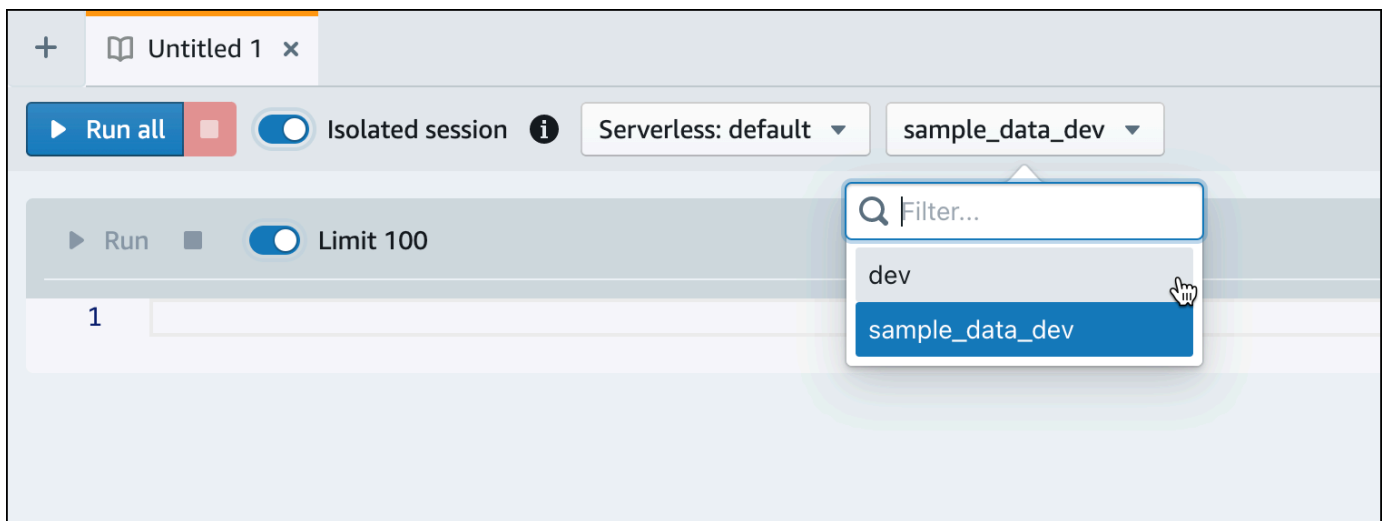 Untitled 1
Run all Isolated session Serverless: default sample_data_dev
Filter...
Run Limit 100
dev
1
sample_data_dev